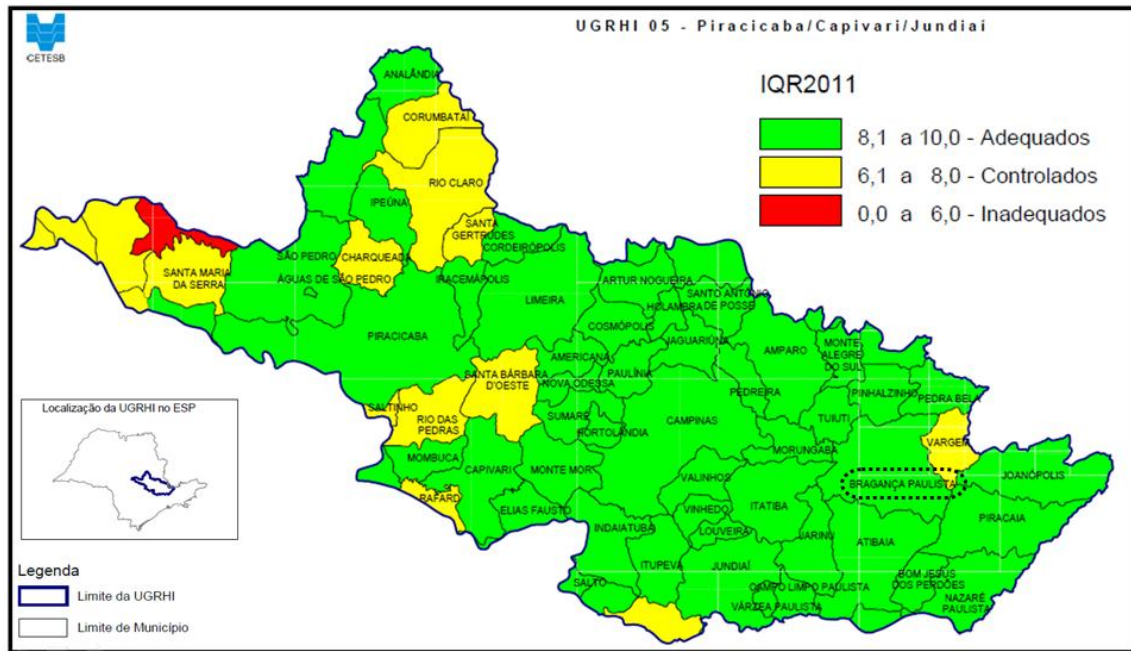 CETESB
UGRHI 05 - Piracicaba/Capivari/Jundiaí
IQR2011
8,1 a 10,0 - Adequados
6,1 a 8,0 - Controlados
0,0 a 6,0 - Inadequados
ANALÂNDIA
CORUMBATAÍ
RIO CLARO
IPEÚNA
SANTA
GERTRUDES
CORDEIRÓPOLIS
SÃO PEDRO
CHARQUEADA
SANTA MARIA
DA SERRA
ÁGUAS DE SÃO PEDRO
IRACEMÁPOLIS
ARTUR NOGUEIRA
LIMEIRA
HOLAMBRA
SANTO ANTÔNIO
DE POSSE
COSMÓPOLIS
PIRACICABA
JAGUARIÚNA
AMPARO
MONTE
ALEGRE
DO SUL
AMERICANA
SANTA BÁRBARA
D'OESTE
PAULÍNIA
NOVA ODESSA
PEDREIRA
PINHALZINHO
PEDRA BELA
SALTINHO
RIO DAS
PEDRAS
SUMARÉ
HORTOLÂNDIA
CAMPINAS
TUIUTI
VARGEM
MORUNGABA
MOMBUCA
CAPIVARI
MONTE MOR
VALINHOS
BRAGANÇA PAULISTA
JOANÓPOLIS
RAFARD
ELIAS FAUSTO
VINHEDO
ITATIBA
INDAIATUBA
LOUVEIRA
JARINU
ATIBAIA
PIRACAIA
ITUPEVA
JUNDIAÍ
SALTO
CAMPO LIMPO PAULISTA
BOM JESUS
DOS PERDÕES
VÁRZEA PAULISTA
NAZARÉ
PAULISTA
Localização da UGRHI no ESP
Legenda
Limite da UGRHI
Limite de Município